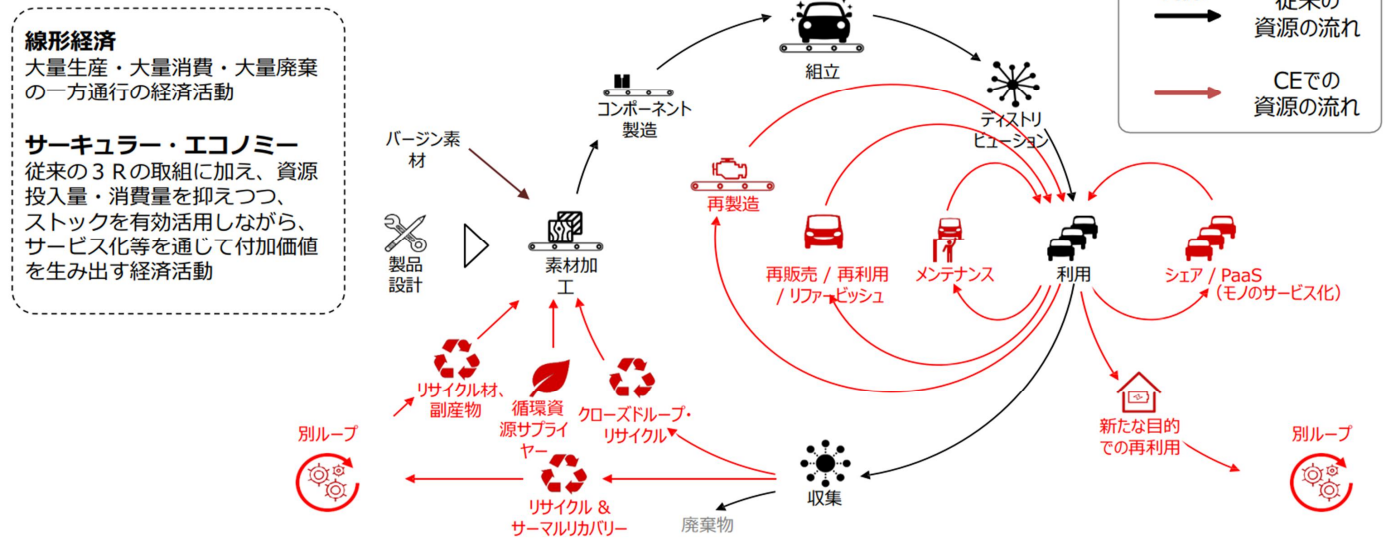 線形経済
大量生産・大量消費・大量廃棄
の一方通行の経済活動
サーキュラー・エコノミー
従来の３Ｒの取組に加え、資源
投入量・消費量を抑えつつ、
ストックを有効活用しながら、
サービス化等を通じて付加価値
を生み出す経済活動
従来の
資源の流れ
CEでの
資源の流れ
組立
コンポーネント
製造
ディストリ
ビューション
バージン素
材
製品
設計
素材加
工
再製造
再販売 / 再利用
/ リファービッシュ
メンテナンス
利用
シェア / PaaS
（モノのサービス化）
リサイクル材、
副産物
循環資
源サプライ
ヤー
クローズドループ・
リサイクル
新たな目的
での再利用
別ループ
別ループ
リサイクル ＆
サーマルリカバリー
収集
廃棄物